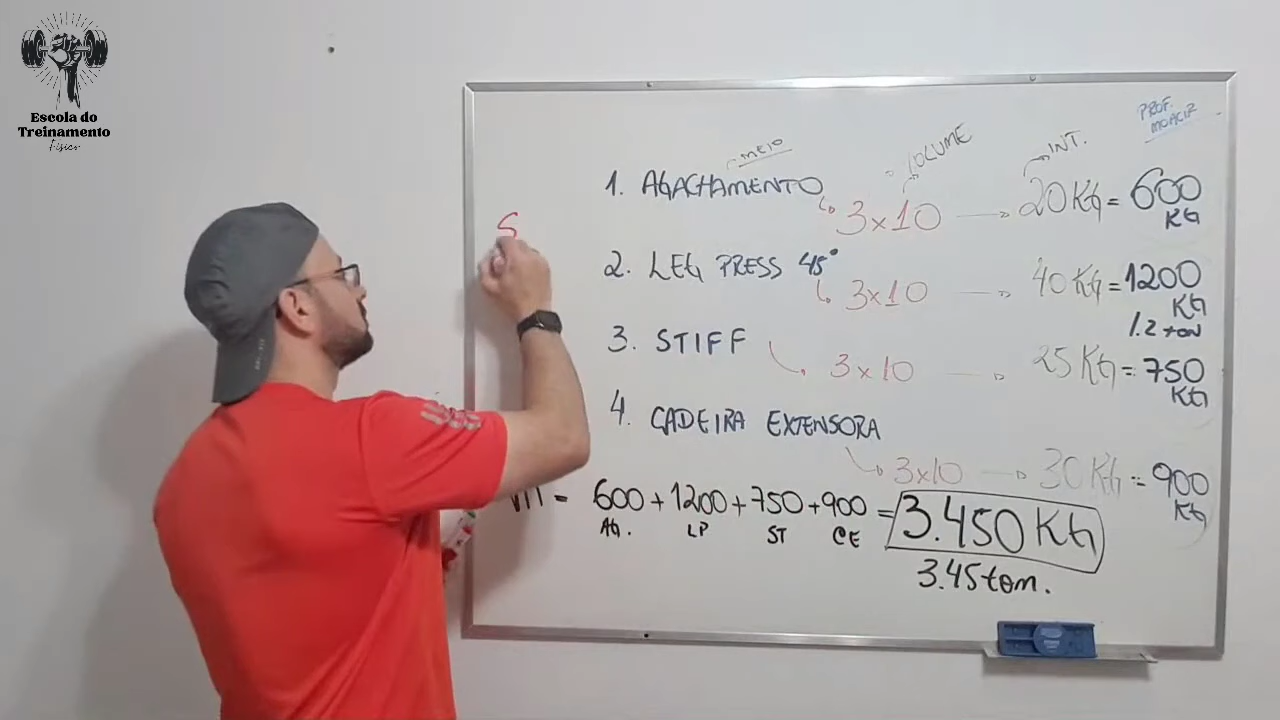 Escola do
Treinamento
Físico
PROF.
MOACIR
MEIO
VOLUME
INT.
1. AGACHAMENTO
3x10 20 KG = 600
KG
2. LEG PRESS 45°
3x10 40 KG = 1200
KG
1.2 ton
3. STIFF
3x10 25 KG = 750
KG
4. CADEIRA EXTENSORA
3x10 30 KG = 900
KG
= 600 + 1200 + 750 + 900 = 3.450 KG
AG. LP ST CE
3.45 ton.
S